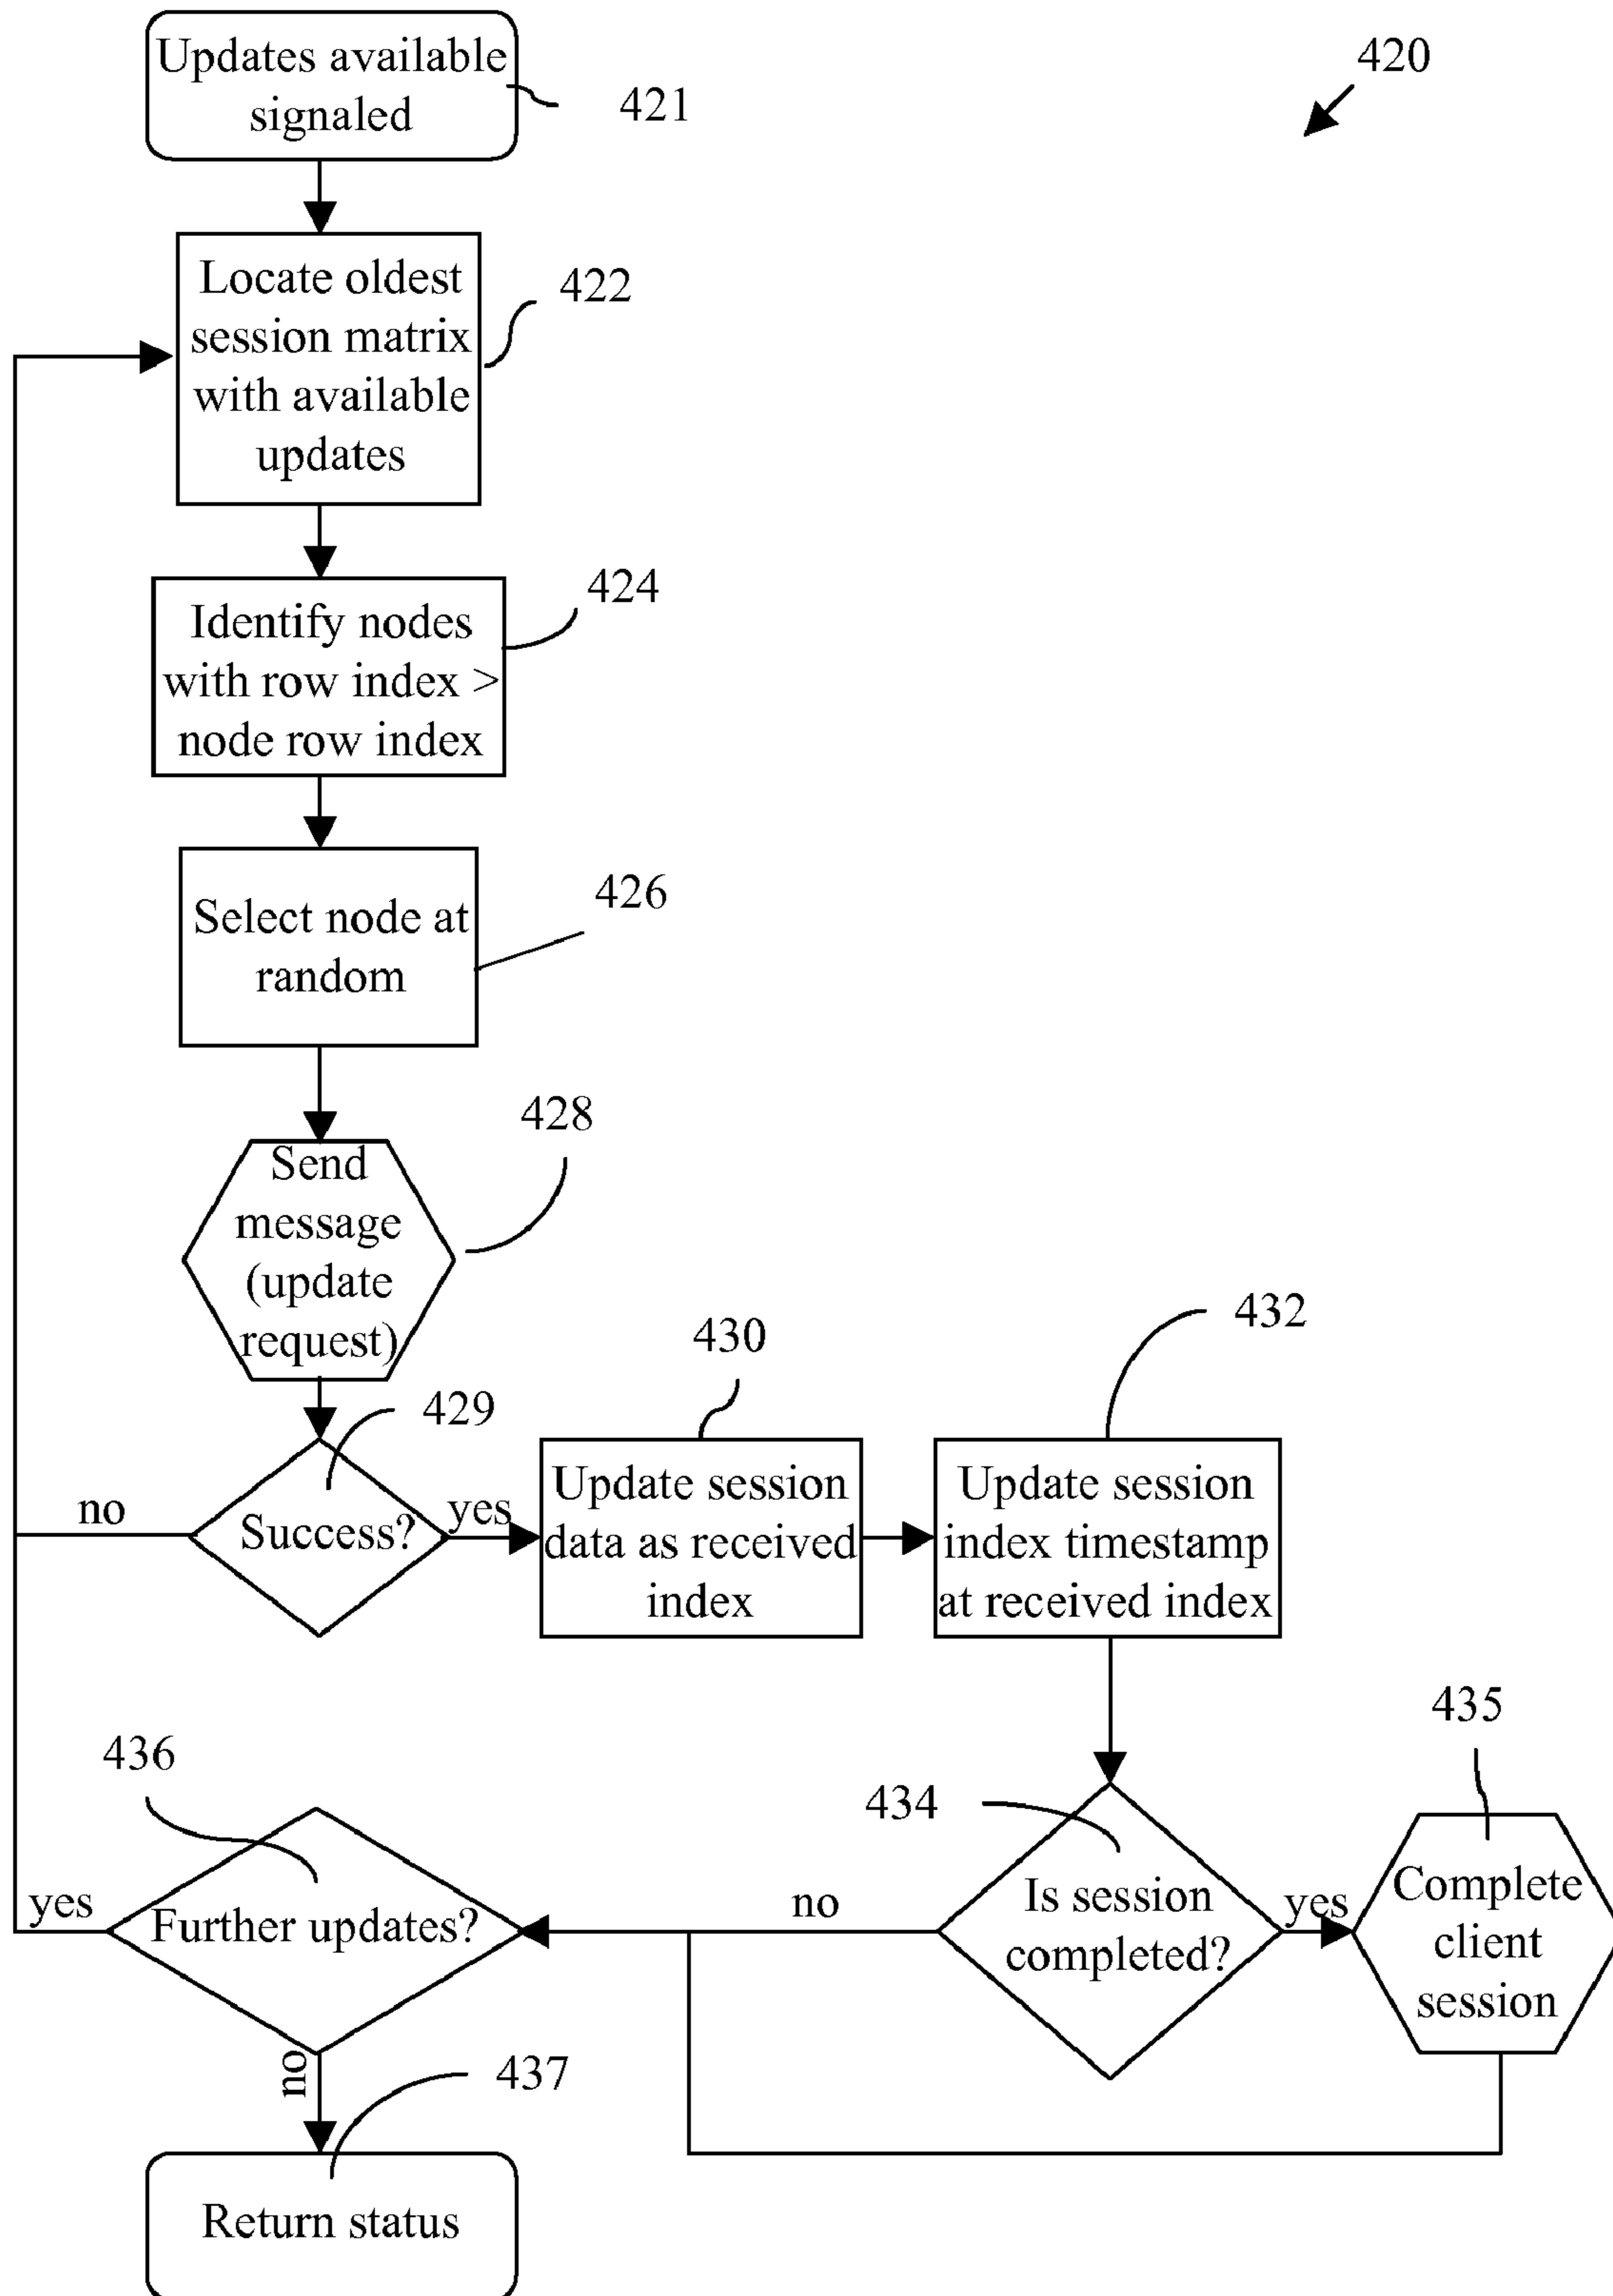 Updates available
signaled
421
420
Locate oldest
session matrix
with available
updates
422
Identify nodes
with row index >
node row index
424
Select node at
random
426
Send
message
(update
request)
428
429
Success?
no
yes
430
Update session
data as received
index
432
Update session
index timestamp
at received index
434
Is session
completed?
no
yes
435
Complete
client
session
436
Further updates?
yes
no
437
Return status